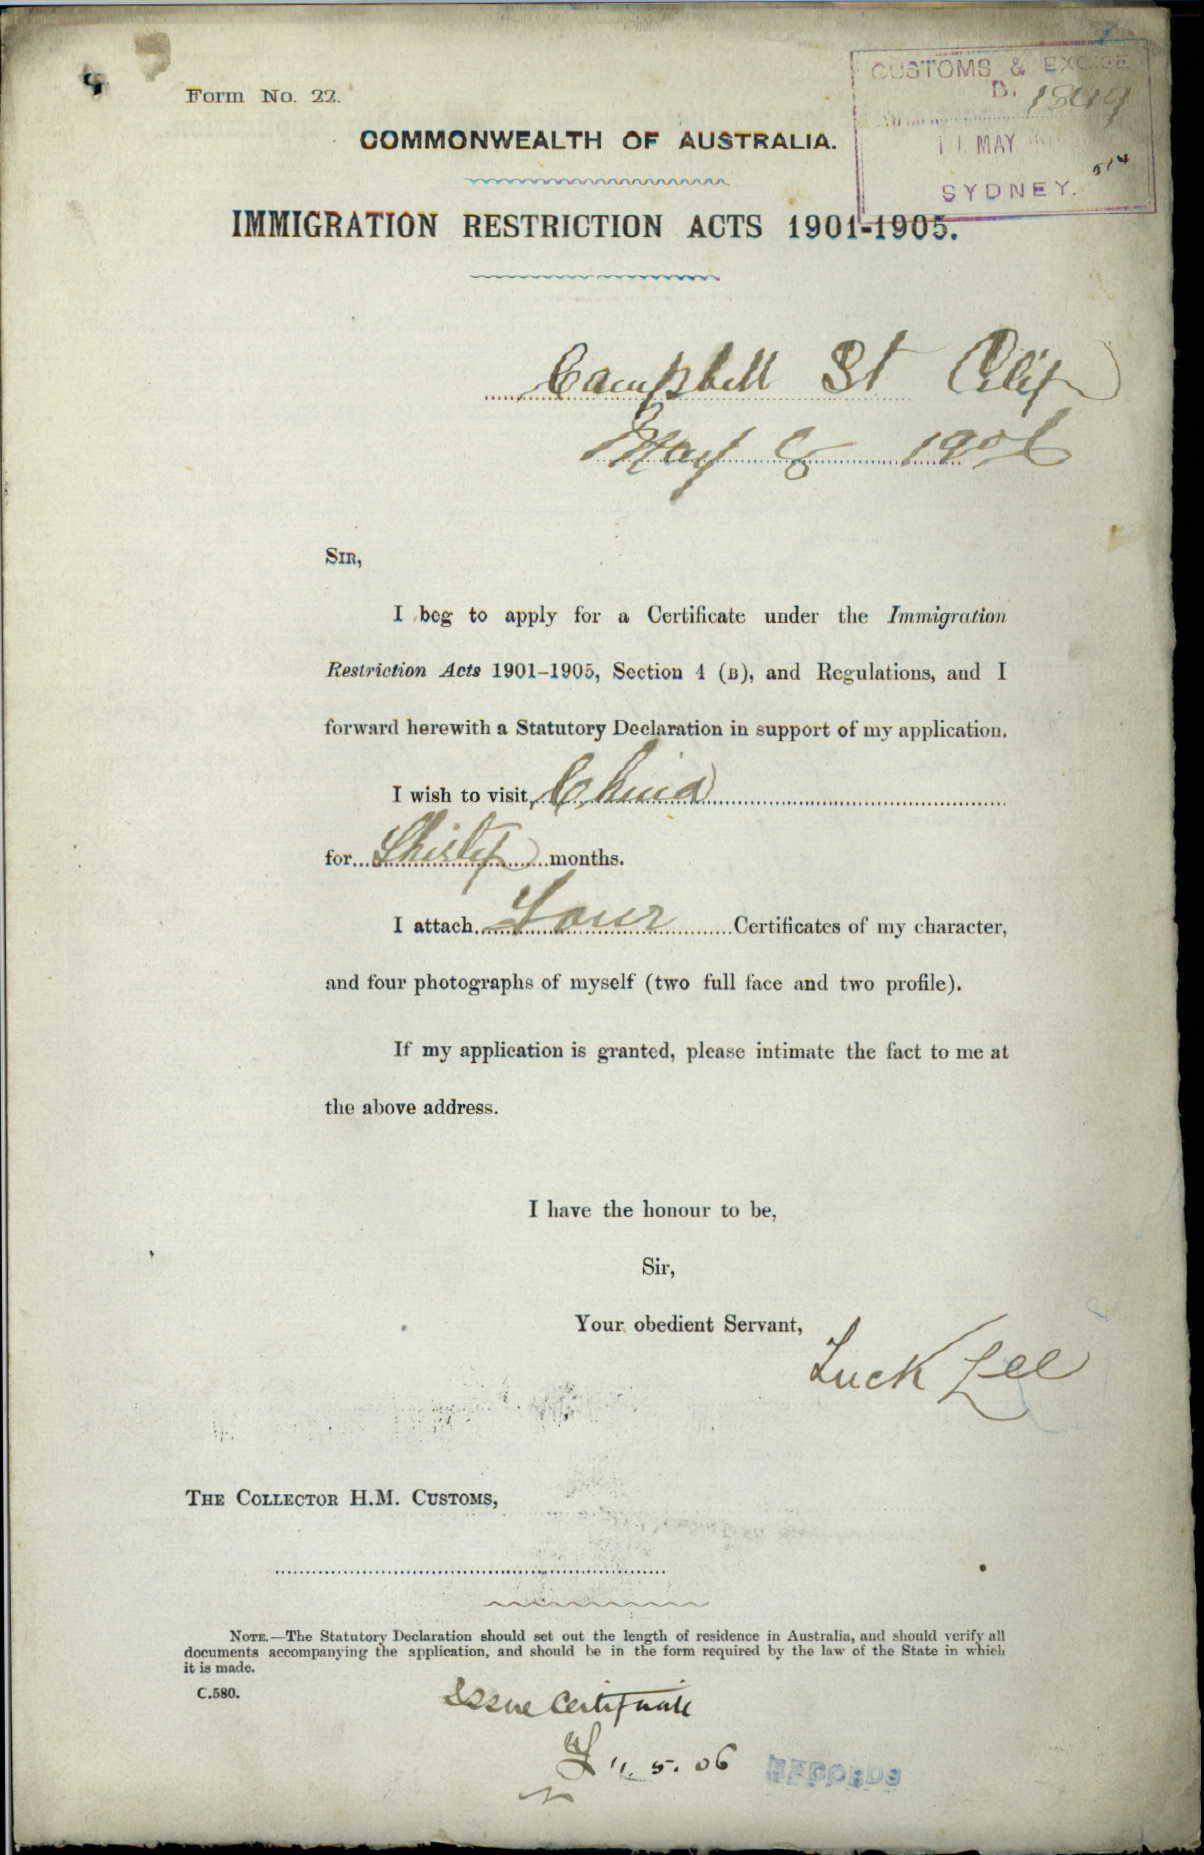 CUSTOMS & EXCISE
B. 1849
11 MAY
SYDNEY.
Form No. 22.
COMMONWEALTH OF AUSTRALIA.
IMMIGRATION RESTRICTION ACTS 1901-1905.
Campbell St City
May 8 1906
SIR,
I beg to apply for a Certificate under the Immigration
Restriction Acts 1901–1905, Section 4 (B), and Regulations, and I
forward herewith a Statutory Declaration in support of my application.
I wish to visit, China
for Thirty months.
I attach Four Certificates of my character,
and four photographs of myself (two full face and two profile).
If my application is granted, please intimate the fact to me at
the above address.
I have the honour to be,
Sir,
Your obedient Servant,
Luck Lee
THE COLLECTOR H.M. CUSTOMS,
NOTE.—The Statutory Declaration should set out the length of residence in Australia, and should verify all
documents accompanying the application, and should be in the form required by the law of the State in which
it is made.
C.580.
Issue Certificate
11.5.06
RECORDS